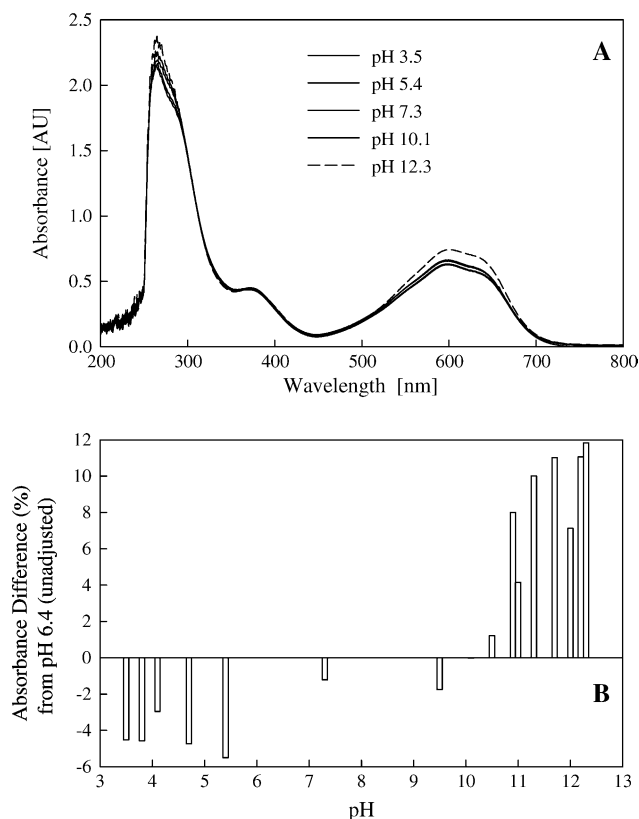 A
2.5
2.0
1.5
1.0
0.5
0.0
Absorbance [AU]
pH 3.5
pH 5.4
pH 7.3
pH 10.1
pH 12.3
200 300 400 500 600 700 800
Wavelength [nm]
12
10
8
6
4
2
0
-2
-4
-6
Absorbance Difference (%)
from pH 6.4 (unadjusted)
B
3 4 5 6 7 8 9 10 11 12 13
pH